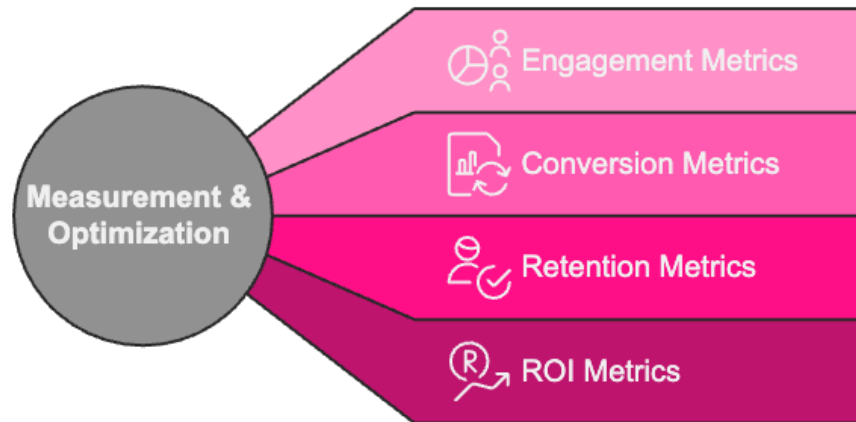 Measurement &
Optimization
Engagement Metrics
Conversion Metrics
Retention Metrics
R
ROI Metrics